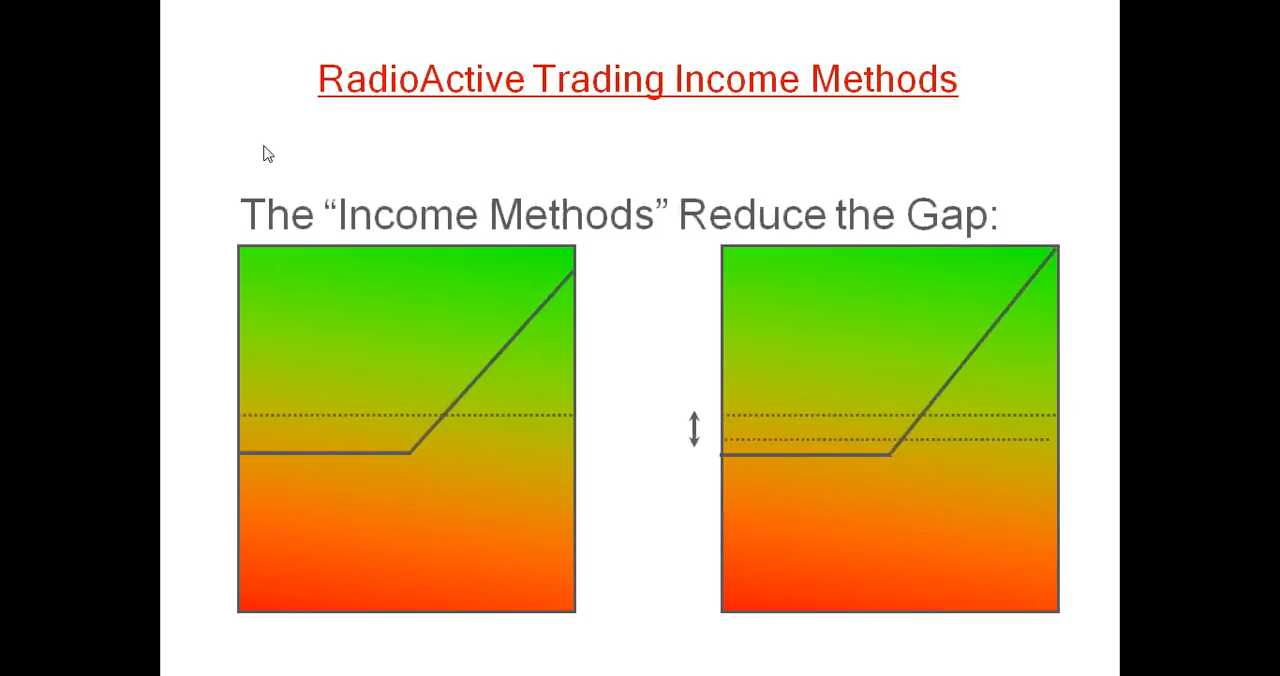 RadioActive Trading Income Methods
The “Income Methods” Reduce the Gap: